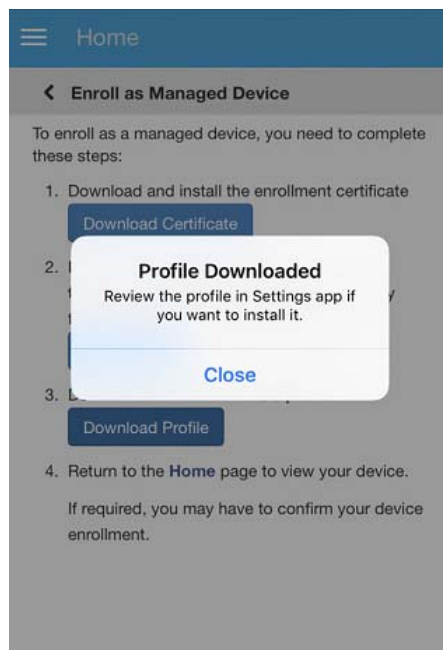 Home
Enroll as Managed Device
To enroll as a managed device, you need to complete
these steps:
1. Download and install the enrollment certificate
Download Certificate
2.
Profile Downloaded
Review the profile in Settings app if
you want to install it.
Close
3.
Download Profile
4. Return to the Home page to view your device.
If required, you may have to confirm your device
enrollment.